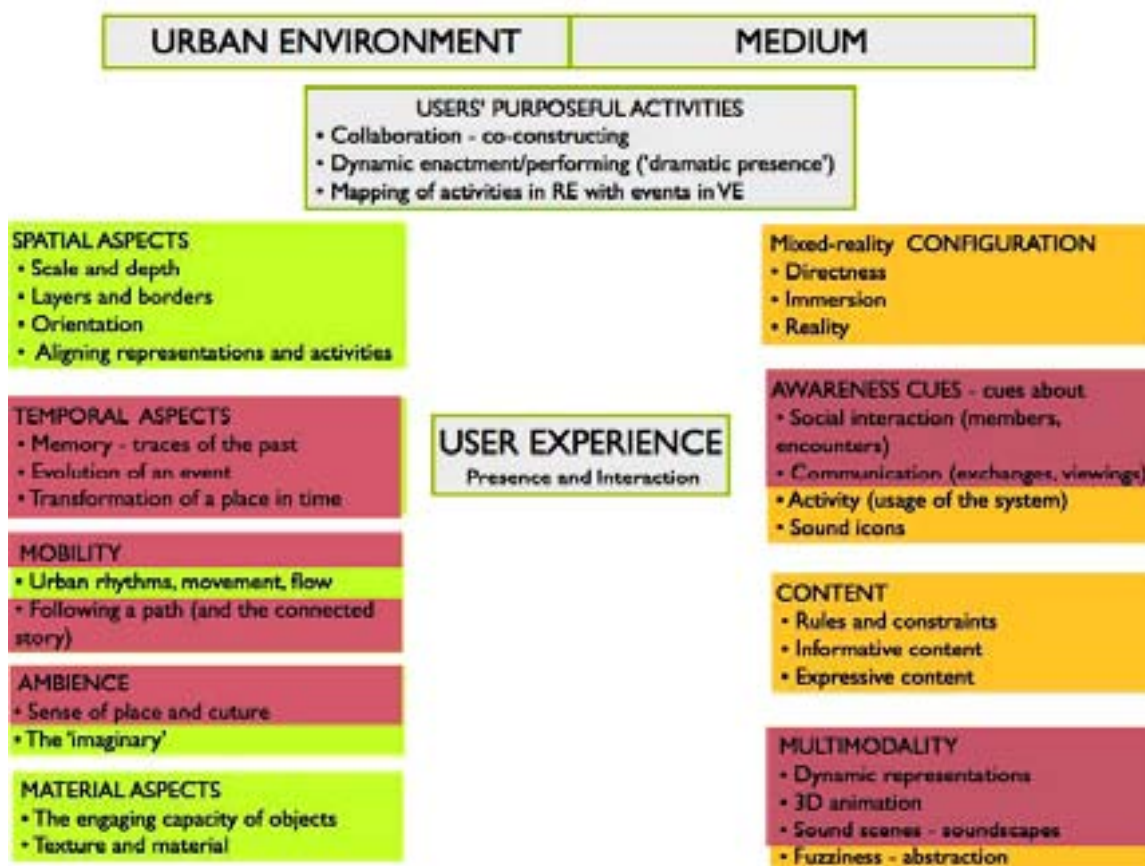 URBAN ENVIRONMENT
MEDIUM
USERS' PURPOSEFUL ACTIVITIES
• Collaboration - co-constructing
• Dynamic enactment/performing ('dramatic presence')
• Mapping of activities in RE with events in VE
SPATIAL ASPECTS
• Scale and depth
• Layers and borders
• Orientation
• Aligning representations and activities
TEMPORAL ASPECTS
• Memory - traces of the past
• Evolution of an event
• Transformation of a place in time
MOBILITY
• Urban rhythms, movement, flow
• Following a path (and the connected
story)
AMBIENCE
• Sense of place and cuture
• The 'imaginary'
MATERIAL ASPECTS
• The engaging capacity of objects
• Texture and material
USER EXPERIENCE
Presence and Interaction
Mixed-reality CONFIGURATION
• Directness
• Immersion
• Reality
AWARENESS CUES - cues about
• Social interaction (members,
encounters)
• Communication (exchanges, viewings)
• Activity (usage of the system)
• Sound icons
CONTENT
• Rules and constraints
• Informative content
• Expressive content
MULTIMODALITY
• Dynamic representations
• 3D animation
• Sound scenes - soundscapes
• Fuzziness - abstraction